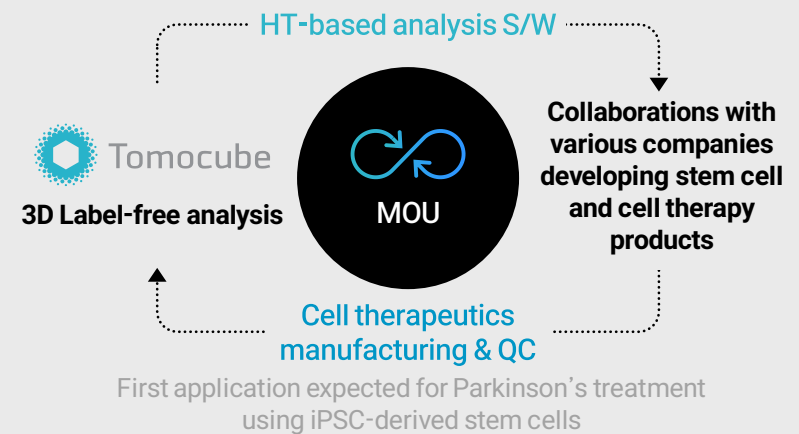 HT-based analysis S/W
Tomocube
3D Label-free analysis
MOU
Collaborations with
various companies
developing stem cell
and cell therapy
products
Cell therapeutics
manufacturing & QC
First application expected for Parkinson's treatment
using iPSC-derived stem cells